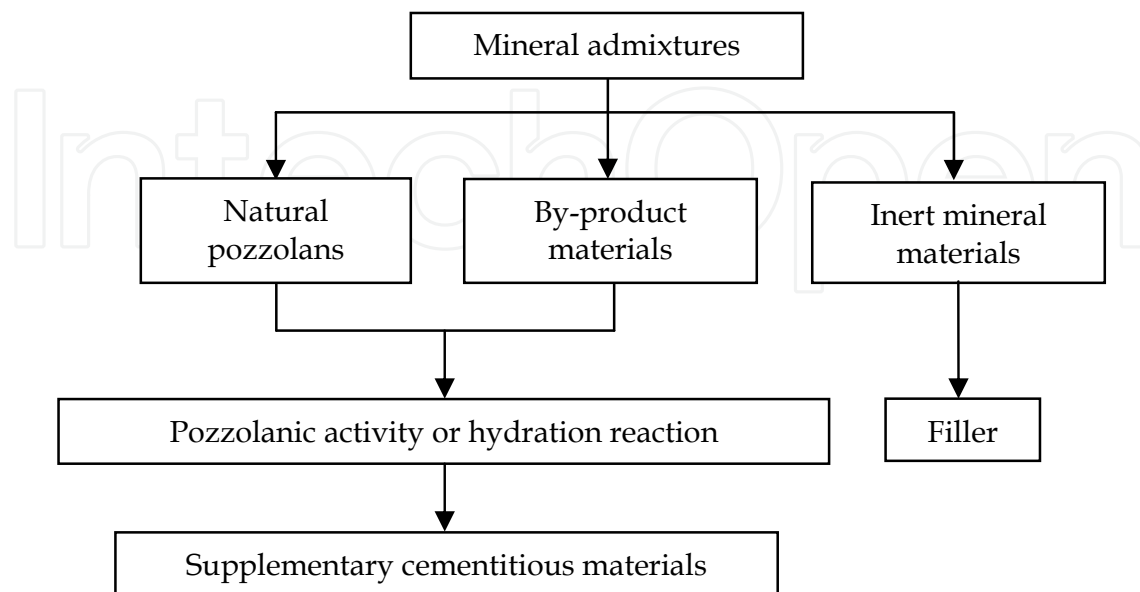 Mineral admixtures
IntechOpen
Natural
pozzolans
By-product
materials
Inert mineral
materials
Pozzolanic activity or hydration reaction
Filler
Supplementary cementitious materials